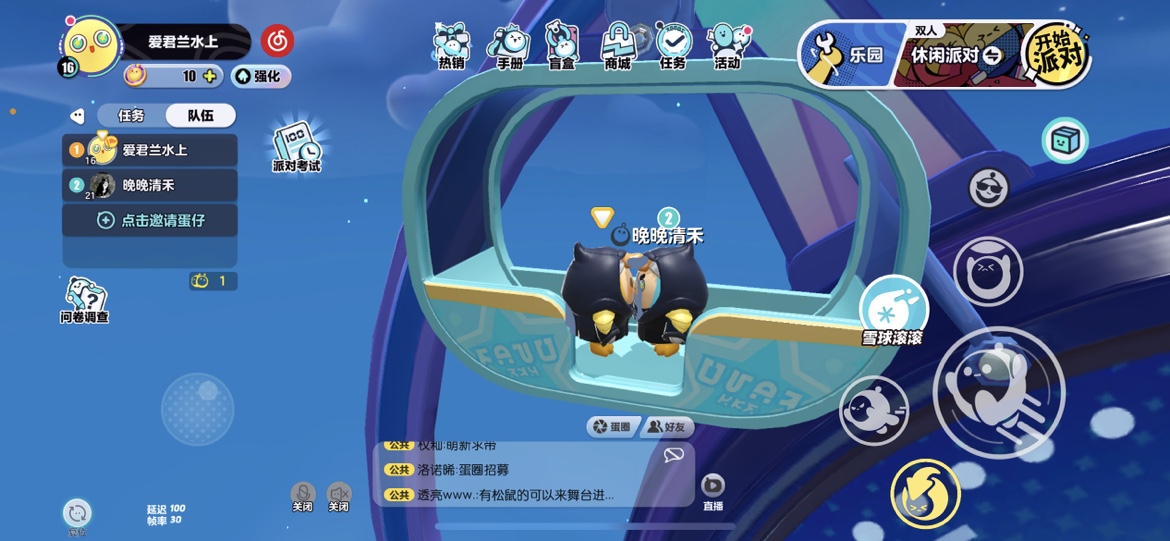 爱君兰水上
16
10
强化
热销
手册
盲盒
商城
任务
活动
乐园
双人
休闲派对
开始
派对
任务
队伍
1
16
爱君兰水上
2
21
晚晚清禾
点击邀请蛋仔
1
100
派对考试
问卷调查
2
晚晚清禾
雪球滚滚
蛋圈
好友
公共
公共 洛诺晞:蛋圈招募
公共 透亮www.:有松鼠的可以来舞台进...
直播
关闭
关闭
延迟 100
帧率 30